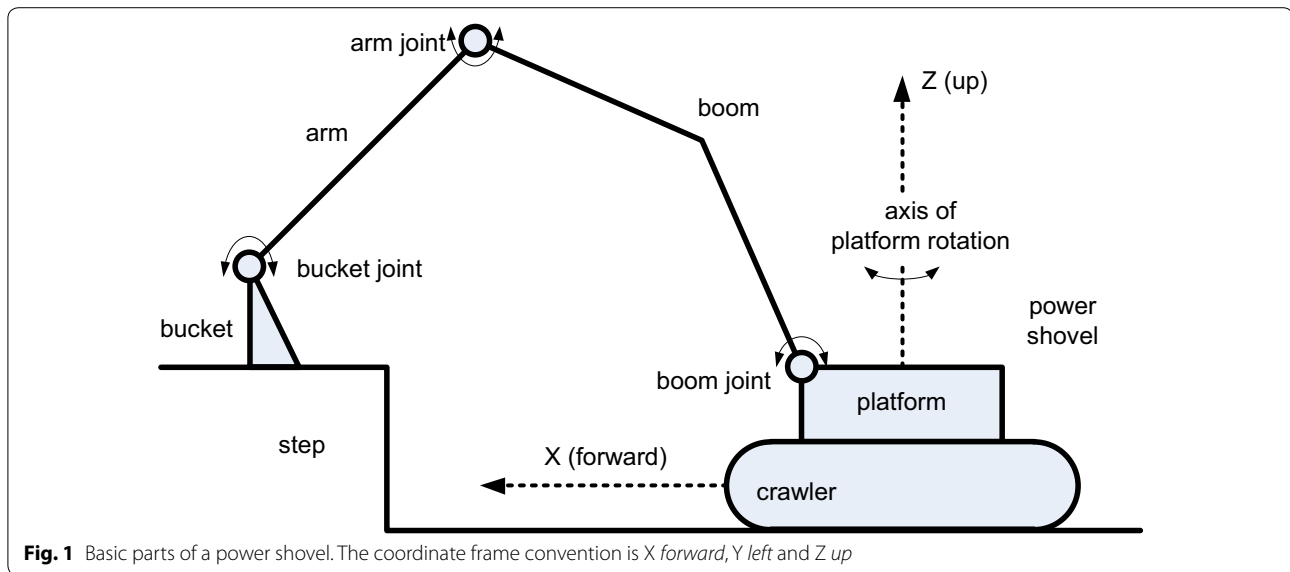 arm joint
Z (up)
boom
arm
axis of
platform rotation
bucket joint
power
shovel
bucket
boom joint
platform
step
X (forward)
crawler
Fig. 1 Basic parts of a power shovel. The coordinate frame convention is X forward, Y left and Z up